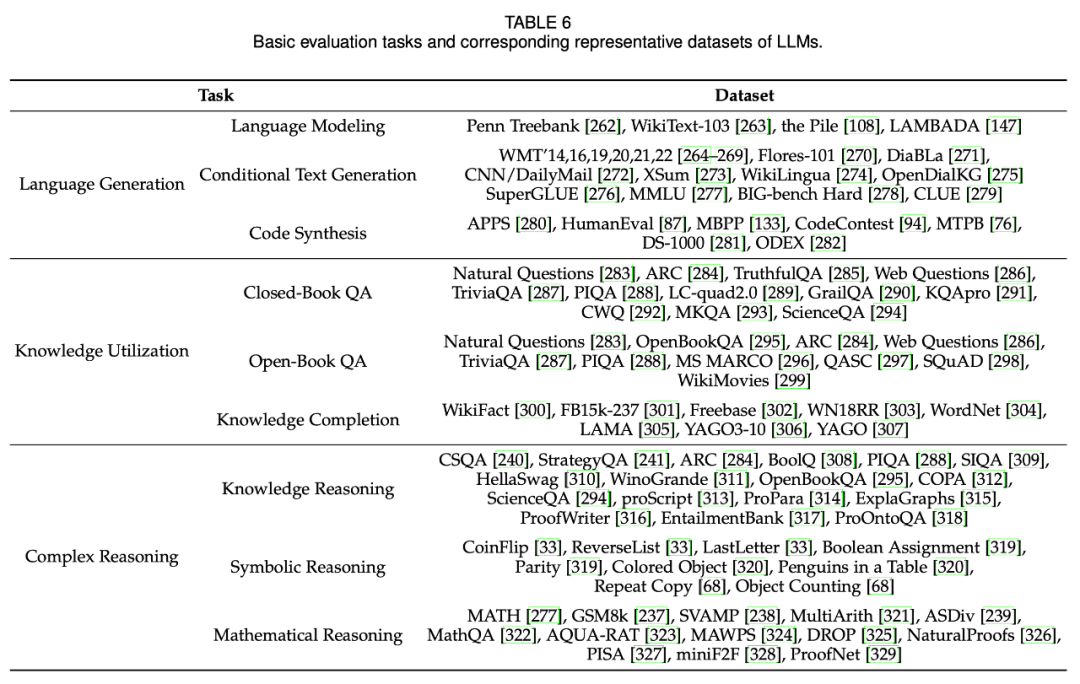 TABLE 6
Basic evaluation tasks and corresponding representative datasets of LLMs.
Task Dataset
Language Modeling Penn Treebank [262], WikiText-103 [263], the Pile [108], LAMBADA [147]
WMT'14,16,19,20,21,22 [264–269], Flores-101 [270], DiaBLa [271],
Language Generation Conditional Text Generation CNN/DailyMail [272], XSum [273], WikiLingua [274], OpenDialKG [275]
SuperGLUE [276], MMLU [277], BIG-bench Hard [278], CLUE [279]
Code Synthesis APPS [280], HumanEval [87], MBPP [133], CodeContest [94], MTPB [76],
DS-1000 [281], ODEX [282]
Natural Questions [283], ARC [284], TruthfulQA [285], Web Questions [286],
Closed-Book QA TriviaQA [287], PIQA [288], LC-quad2.0 [289], GrailQA [290], KQApro [291],
CWQ [292], MKQA [293], ScienceQA [294]
Natural Questions [283], OpenBookQA [295], ARC [284], Web Questions [286],
Knowledge Utilization Open-Book QA TriviaQA [287], PIQA [288], MS MARCO [296], QASC [297], SQuAD [298],
WikiMovies [299]
Knowledge Completion WikiFact [300], FB15k-237 [301], Freebase [302], WN18RR [303], WordNet [304],
LAMA [305], YAGO3-10 [306], YAGO [307]
CSQA [240], StrategyQA [241], ARC [284], BoolQ [308], PIQA [288], SIQA [309],
Knowledge Reasoning HellaSwag [310], WinoGrande [311], OpenBookQA [295], COPA [312],
ScienceQA [294], proScript [313], ProPara [314], ExplaGraphs [315],
ProofWriter [316], EntailmentBank [317], ProOntoQA [318]
CoinFlip [33], ReverseList [33], LastLetter [33], Boolean Assignment [319],
Complex Reasoning Symbolic Reasoning Parity [319], Colored Object [320], Penguins in a Table [320],
Repeat Copy [68], Object Counting [68]
MATH [277], GSM8k [237], SVAMP [238], MultiArith [321], ASDiv [239],
Mathematical Reasoning MathQA [322], AQUA-RAT [323], MAWPS [324], DROP [325], NaturalProofs [326],
PISA [327], miniF2F [328], ProofNet [329]